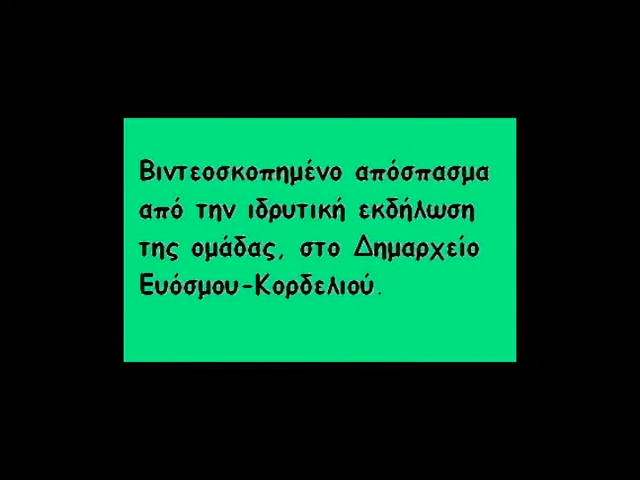 Βιντεοσκοπημένο απόσπασμα
από την ιδρυτική εκδήλωση
της ομάδας, στο Δημαρχείο
Ευόσμου-Κορδελιού.